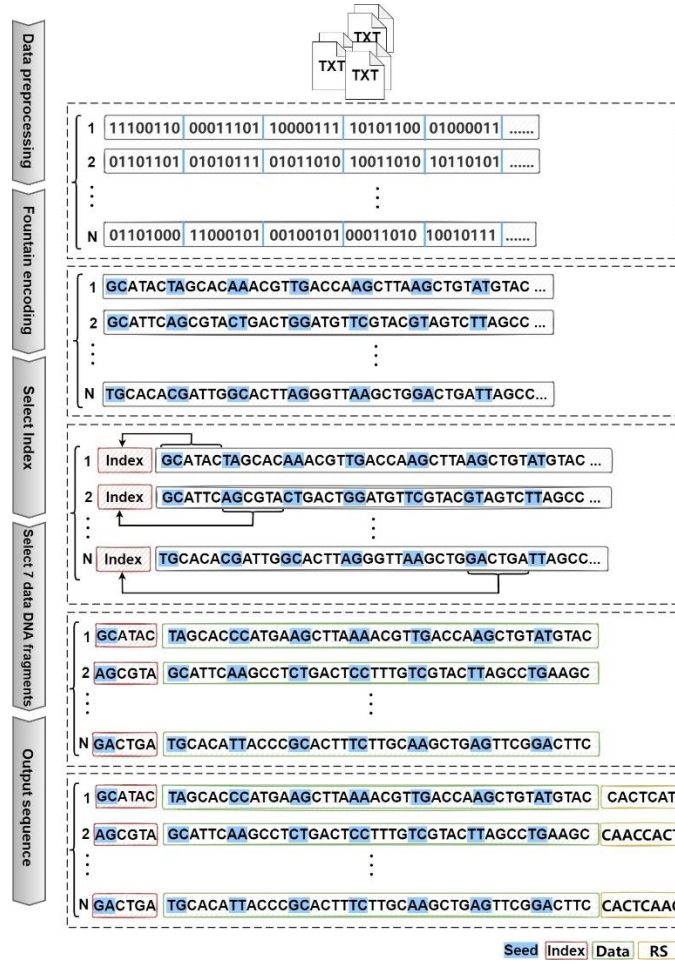 TXT
TXT
TXT
Data preprocessing
1 11100110 00011101 10000111 10101100 01000011 ......
2 01101101 01010111 01011010 10011010 10110101 ......
N 01101000 11000101 00100101 00011010 10010111 ......
Fountain encoding
1 GCATACTAGCACAAACGTTGACCAAGCTTAAGCTGTATGTAC ...
2 GCATTCAGCGTACTGACTGGATGTTCGTACGTAGTCTTAGCC ...
N TGCACACGATTGGCACTTAGGGTTAAGCTGGACTGATTAGCC...
Select Index
1 Index GCATACTAGCACAAACGTTGACCAAGCTTAAGCTGTATGTAC ...
2 Index GCATTCAGCGTACTGACTGGATGTTCGTACGTAGTCTTAGCC ...
N Index TGCACACGATTGGCACTTAGGGTTAAGCTGGACTGATTAGCC...
Select 7 data DNA fragments
1 GCATAC TAGCACCCATGAAGCTTAAAACGTTGACCAAGCTGTATGTAC
2 AGCGTA GCATTCAAGCCTCTGACTCCTTTGTCGTACTTAGCCTGAAGC
N GACTGA TGCACATTACCCGCACTTTCTTGCAAGCTGAGTTCGGACTTC
Output sequence
1 GCATAC TAGCACCCATGAAGCTTAAAACGTTGACCAAGCTGTATGTAC CACTCAT
2 AGCGTA GCATTCAAGCCTCTGACTCCTTTGTCGTACTTAGCCTGAAGC CAACCACT
N GACTGA TGCACATTACCCGCACTTTCTTGCAAGCTGAGTTCGGACTTC CACTCAAC
Seed Index Data RS